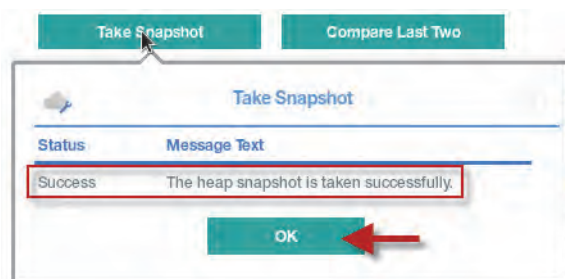 Take Snapshot Compare Last Two
Take Snapshot
Status Message Text
Success The heap snapshot is taken successfully.
OK